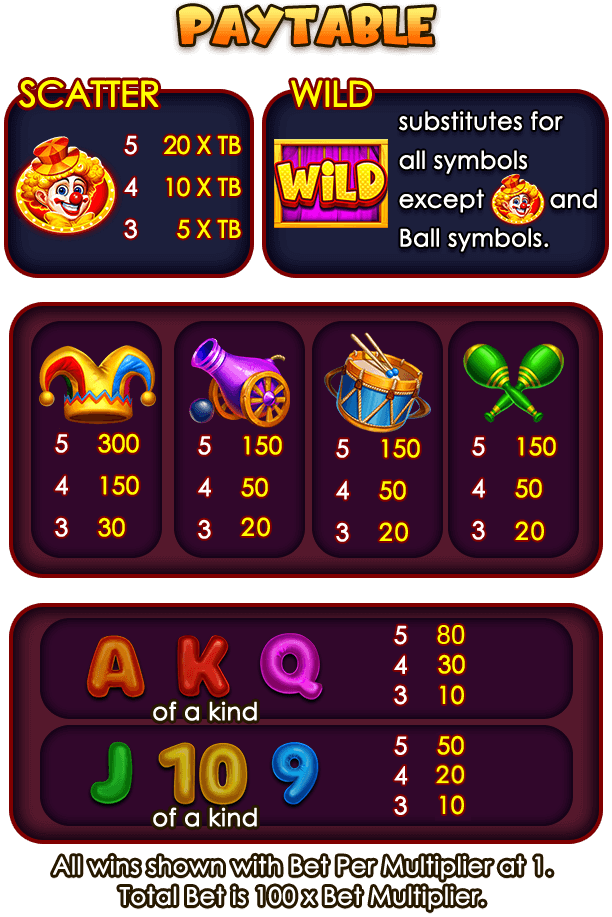 PAYTABLE
SCATTER
5 20 X TB
4 10 X TB
3 5 X TB
WILD
WILD
substitutes for
all symbols
except and
Ball symbols.
5 300
4 150
3 30
5 150
4 50
3 20
5 150
4 50
3 20
5 150
4 50
3 20
A K Q
of a kind
5 80
4 30
3 10
J 10 9
of a kind
5 50
4 20
3 10
All wins shown with Bet Per Multiplier at 1.
Total Bet is 100 x Bet Multiplier.